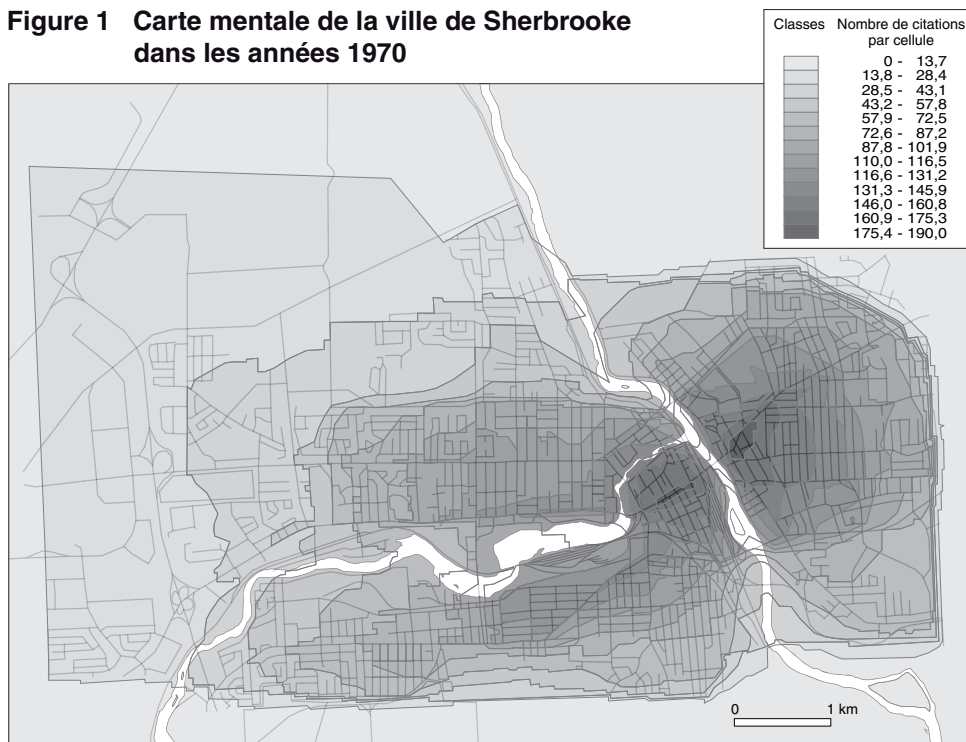 Figure 1 Carte mentale de la ville de Sherbrooke
dans les années 1970
Classes Nombre de citations
par cellule
0 - 13,7
13,8 - 28,4
28,5 - 43,1
43,2 - 57,8
57,9 - 72,5
72,6 - 87,2
87,8 - 101,9
110,0 - 116,5
116,6 - 131,2
131,3 - 145,9
146,0 - 160,8
160,9 - 175,3
175,4 - 190,0
0 1 km